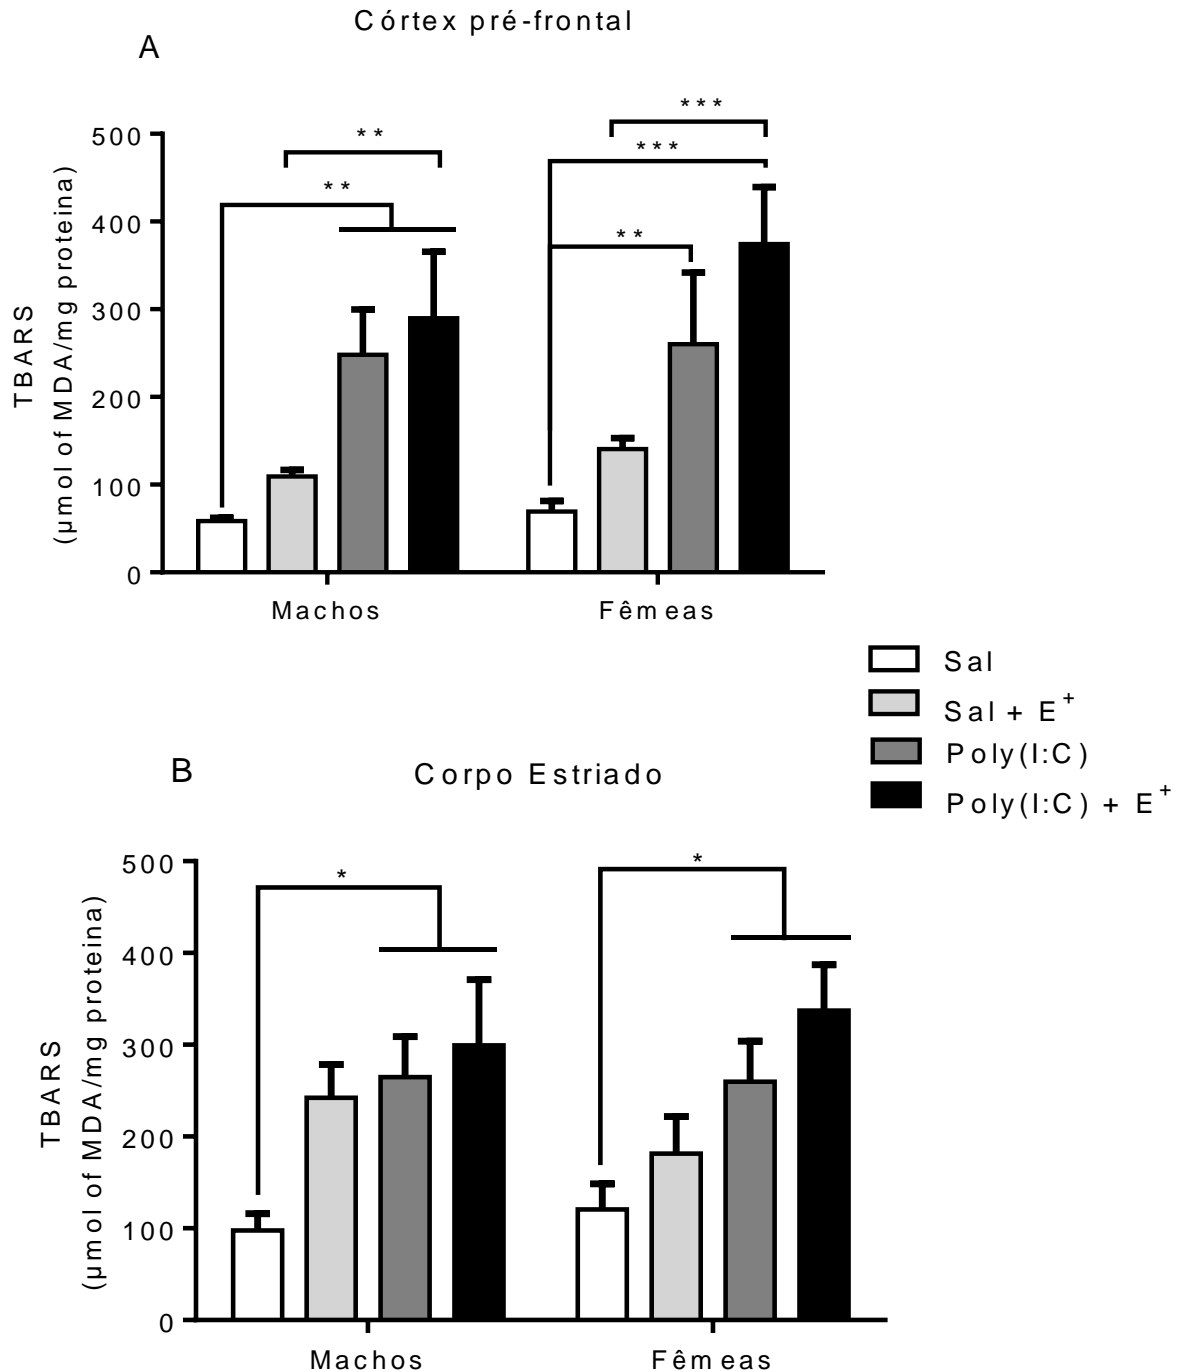 Córtex pré-frontal
A
***
500
**
***
**
400
**
300
200
100
0
TBARS
(µmol of MDA/mg proteina)
Machos
Fêmeas
Sal
Sal + E+
Poly(I:C)
Poly(I:C) + E+
B
Corpo Estriado
500
*
*
400
300
200
100
0
TBARS
(µmol of MDA/mg proteina)
Machos
Fêmeas